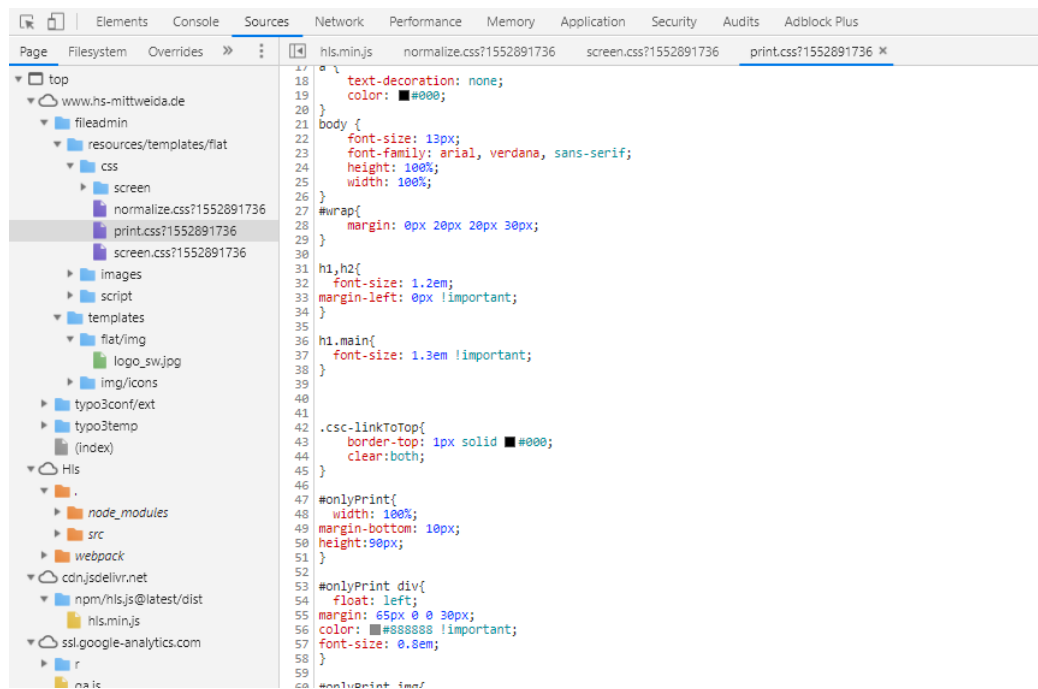 Elements Console Sources Network Performance Memory Application Security Audits Adblock Plus
Page Filesystem Overrides » hls.min.js normalize.css?1552891736 screen.css?1552891736 print.css?1552891736 ×
top
www.hs-mittweida.de
fileadmin
resources/templates/flat
css
screen
normalize.css?1552891736
print.css?1552891736
screen.css?1552891736
images
script
templates
flat/img
logo_sw.jpg
img/icons
typo3conf/ext
typo3temp
(index)
Hls
.
node_modules
src
webpack
cdn.jsdelivr.net
npm/hls.js@latest/dist
hls.min.js
ssl.google-analytics.com
r
ga.js
17 a {
18 text-decoration: none;
19 color: #000;
20 }
21 body {
22 font-size: 13px;
23 font-family: arial, verdana, sans-serif;
24 height: 100%;
25 width: 100%;
26 }
27 #wrap{
28 margin: 0px 20px 20px 30px;
29 }
30
31 h1,h2{
32 font-size: 1.2em;
33 margin-left: 0px !important;
34 }
35
36 h1.main{
37 font-size: 1.3em !important;
38 }
39
40
41
42 .csc-linkToTop{
43 border-top: 1px solid #000;
44 clear:both;
45 }
46
47 #onlyPrint{
48 width: 100%;
49 margin-bottom: 10px;
50 height:90px;
51 }
52
53 #onlyPrint div{
54 float: left;
55 margin: 65px 0 0 30px;
56 color: #888888 !important;
57 font-size: 0.8em;
58 }
59
60 #onlyPrint img{